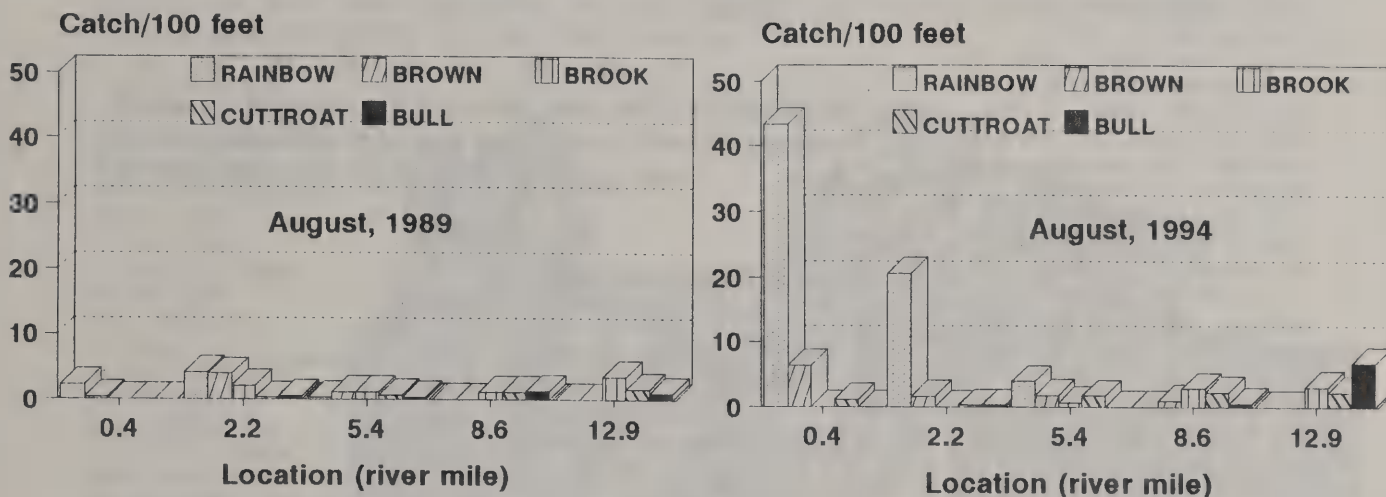 Catch/100 feet
50
40
30
20
10
0
RAINBOW BROWN BROOK
CUTTROAT BULL
August, 1989
0.4 2.2 5.4 8.6 12.9
Location (river mile)
Catch/100 feet
50
40
30
20
10
0
RAINBOW BROWN BROOK
CUTTROAT BULL
August, 1994
0.4 2.2 5.4 8.6 12.9
Location (river mile)